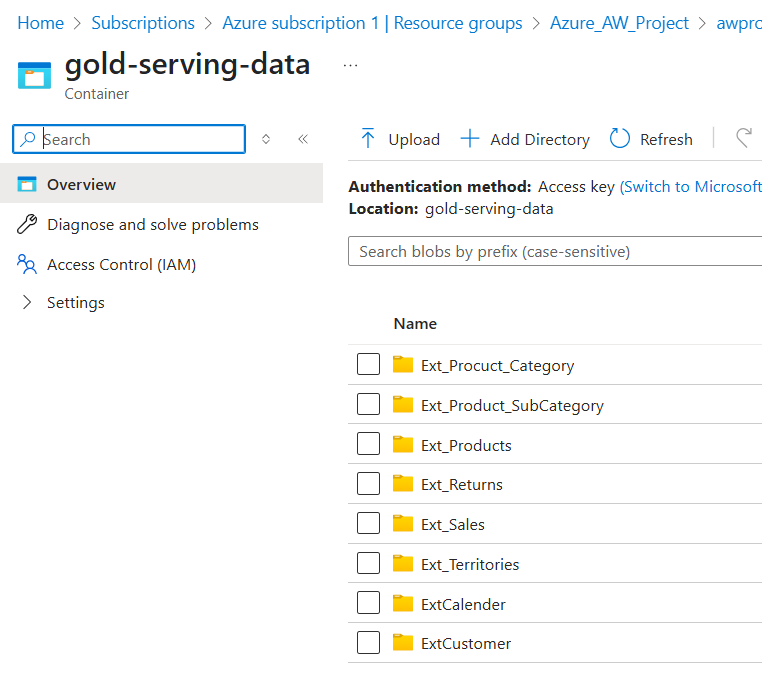 Home > Subscriptions > Azure subscription 1 | Resource groups > Azure_AW_Project > awpro
gold-serving-data ...
Container
Search
Upload Add Directory Refresh
Overview
Diagnose and solve problems
Access Control (IAM)
Settings
Authentication method: Access key (Switch to Microsoft
Location: gold-serving-data
Search blobs by prefix (case-sensitive)
Name
Ext_Procuct_Category
Ext_Product_SubCategory
Ext_Products
Ext_Returns
Ext_Sales
Ext_Territories
ExtCalender
ExtCustomer